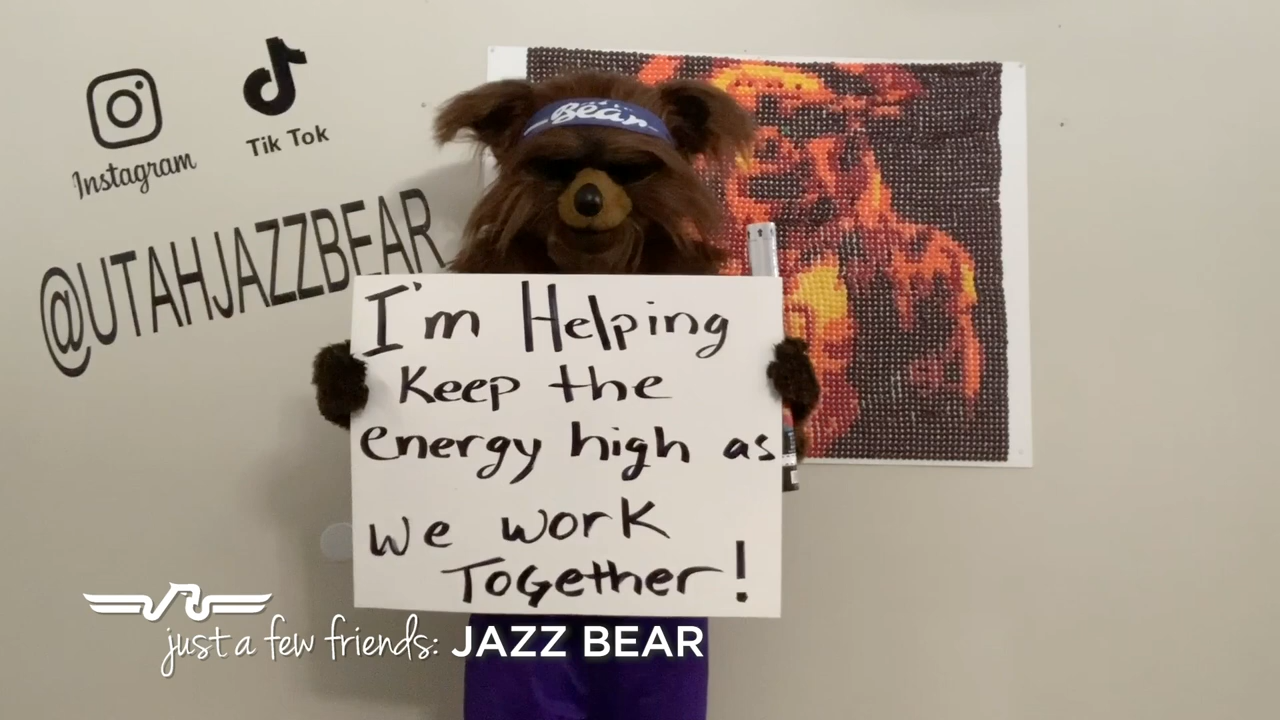 Instagram
Tik Tok
@UTAHJAZZBEAR
Bear
I'm Helping
Keep the
energy high as
we work
Together!
just a few friends: JAZZ BEAR